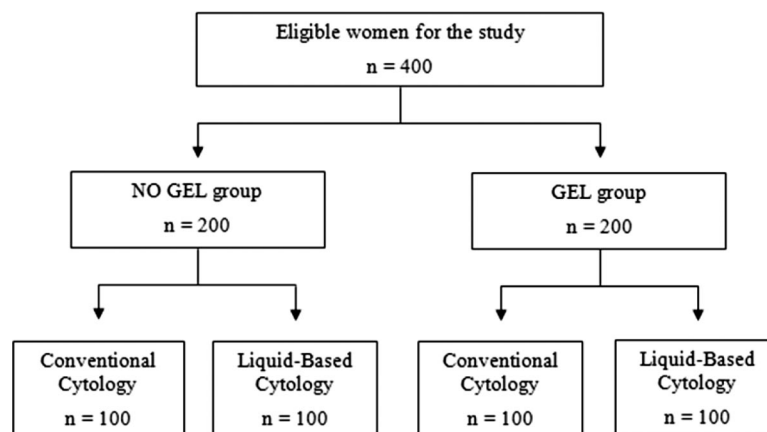 Eligible women for the study
n = 400
NO GEL group
n = 200
GEL group
n = 200
Conventional
Cytology
n = 100
Liquid-Based
Cytology
n = 100
Conventional
Cytology
n = 100
Liquid-Based
Cytology
n = 100